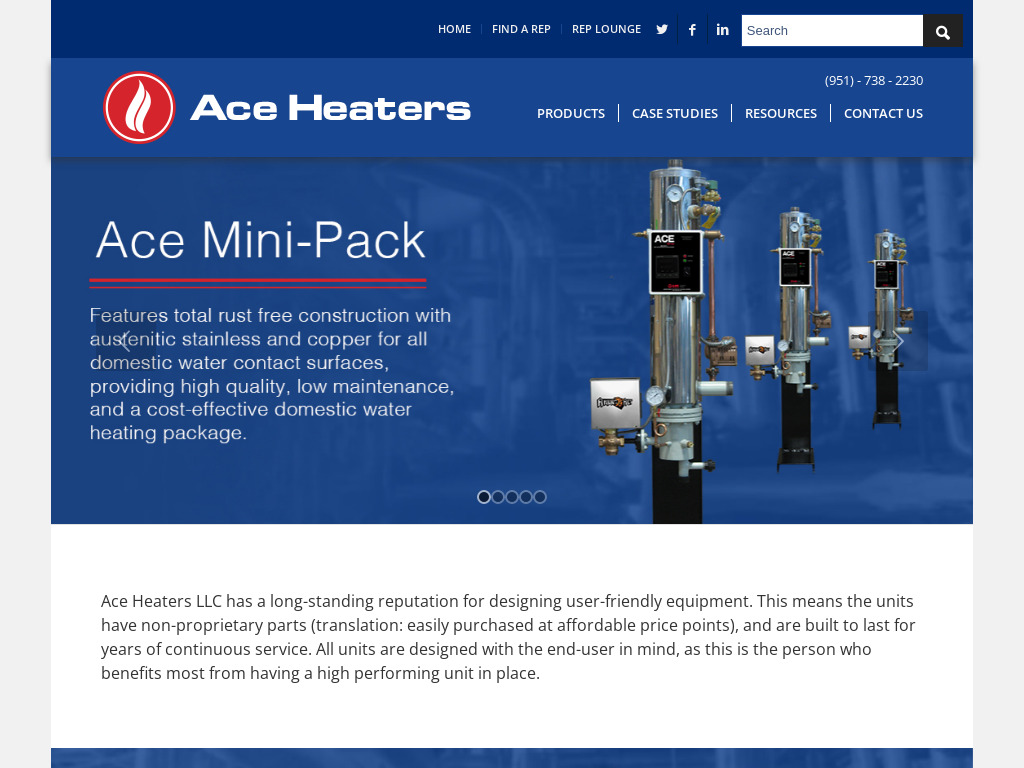 HOME
FIND A REP
REP LOUNGE
Search
(951) - 738 - 2230
Ace Heaters
PRODUCTS
CASE STUDIES
RESOURCES
CONTACT US
Ace Mini-Pack
Features total rust free construction with
austenitic stainless and copper for all
domestic water contact surfaces,
providing high quality, low maintenance,
and a cost-effective domestic water
heating package.
ACE
ACE
ACE
Ace Heaters LLC has a long-standing reputation for designing user-friendly equipment. This means the units
have non-proprietary parts (translation: easily purchased at affordable price points), and are built to last for
years of continuous service. All units are designed with the end-user in mind, as this is the person who
benefits most from having a high performing unit in place.